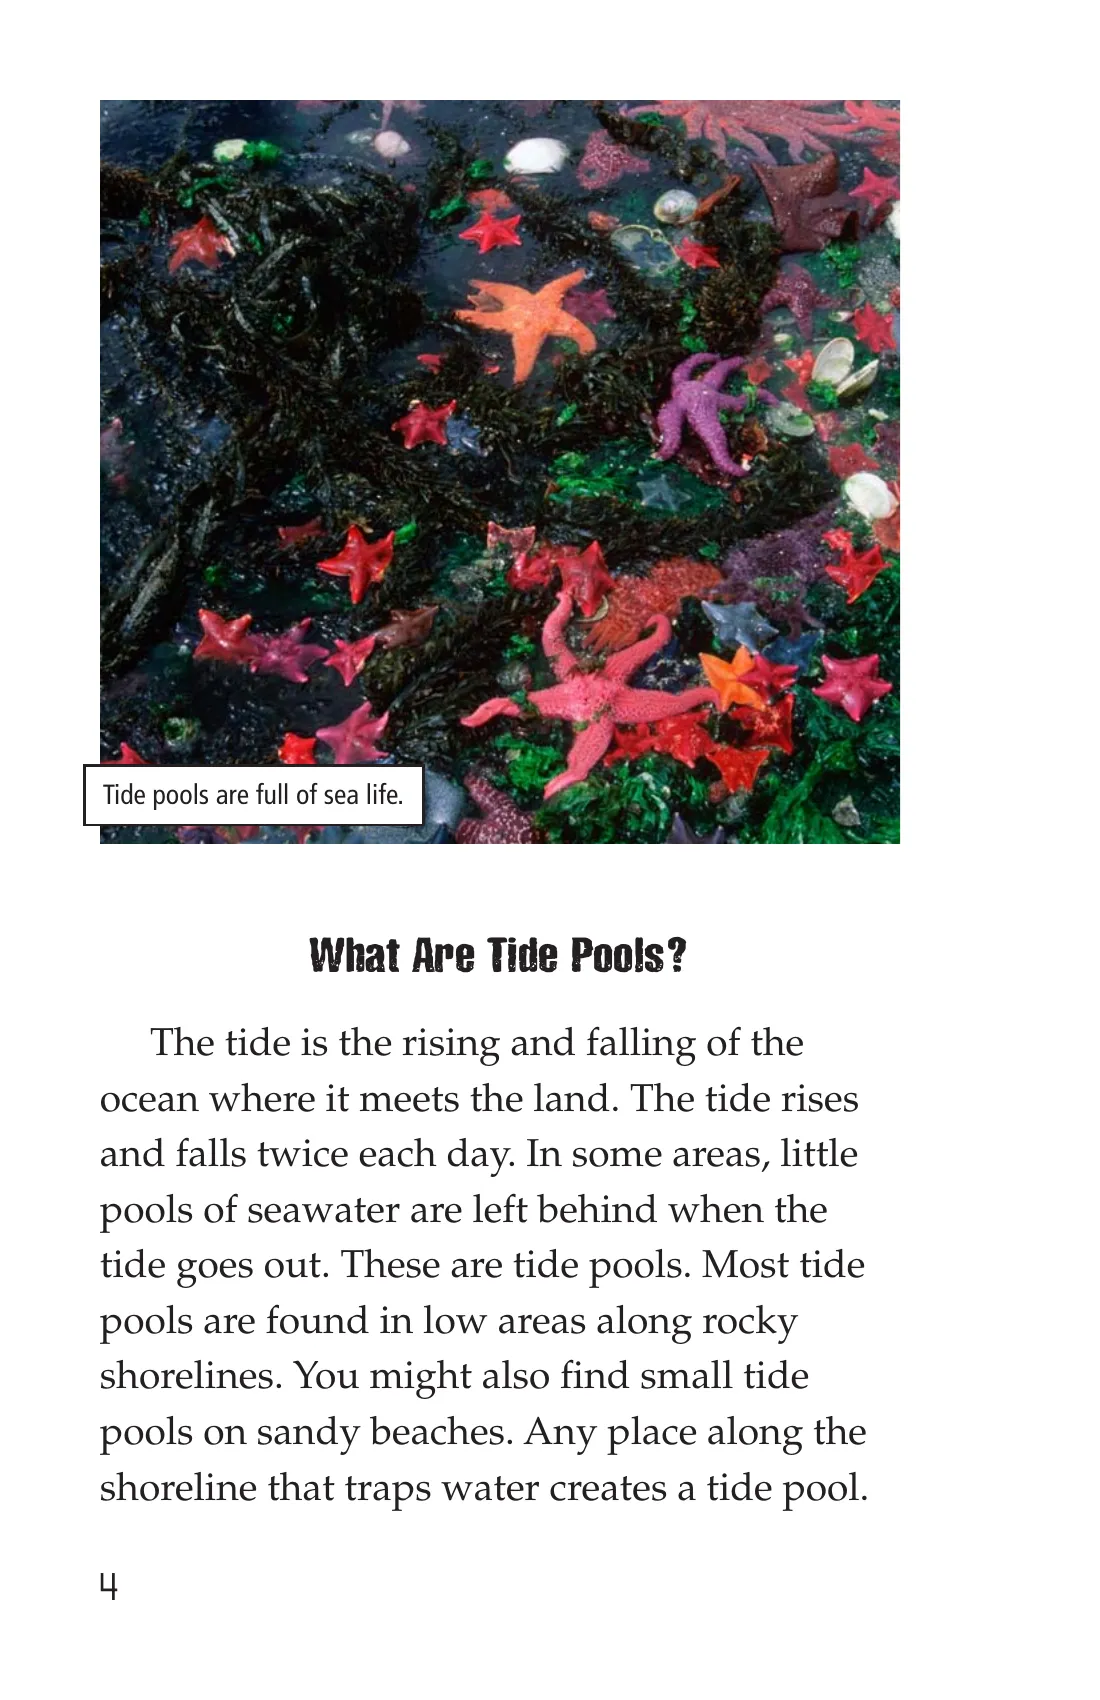 Tide pools are full of sea life.
What Are Tide Pools?
The tide is the rising and falling of the
ocean where it meets the land. The tide rises
and falls twice each day. In some areas, little
pools of seawater are left behind when the
tide goes out. These are tide pools. Most tide
pools are found in low areas along rocky
shorelines. You might also find small tide
pools on sandy beaches. Any place along the
shoreline that traps water creates a tide pool.
4